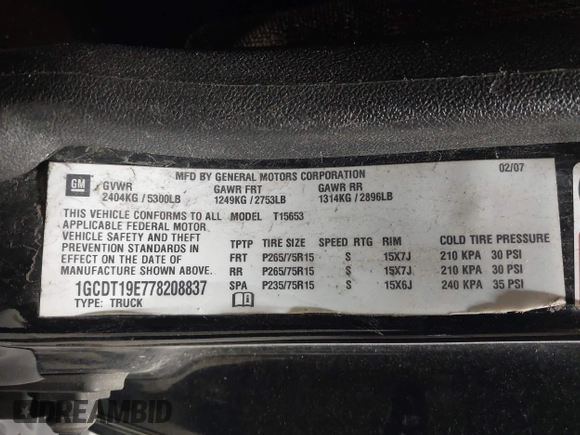 MFD BY GENERAL MOTORS CORPORATION 02/07
GM GVWR GAWR FRT GAWR RR
2404KG / 5300LB 1249KG / 2753LB 1314KG / 2896LB
THIS VEHICLE CONFORMS TO ALL MODEL T15653
APPLICABLE FEDERAL MOTOR
VEHICLE SAFETY AND THEFT
PREVENTION STANDARDS IN
EFFECT ON THE DATE OF
MANUFACTURE SHOWN ABOVE.
TPTP TIRE SIZE SPEED RTG RIM COLD TIRE PRESSURE
FRT P265/75R15 S 15X7J 210 KPA 30 PSI
RR P265/75R15 S 15X7J 210 KPA 30 PSI
SPA P235/75R15 S 15X6J 240 KPA 35 PSI
1GCDT19E778208837
TYPE: TRUCK
DREAMBID